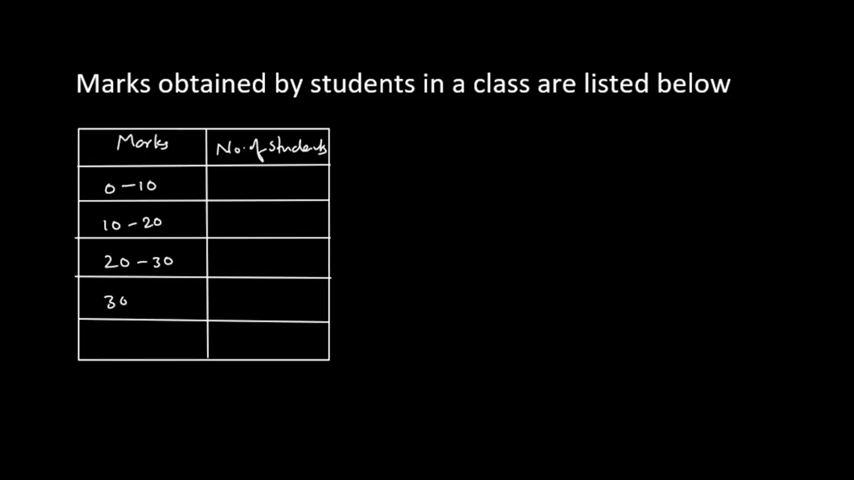 Marks obtained by students in a class are listed below
Marks No. of students
0-10
10-20
20-30
30